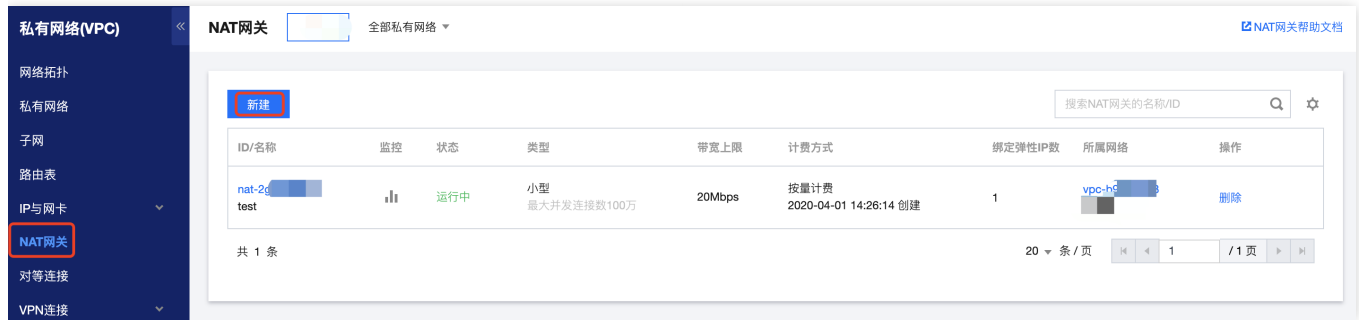 私有网络(VPC)
NAT网关 全部私有网络
NAT网关帮助文档
网络拓扑
私有网络
子网
路由表
IP与网卡
NAT网关
对等连接
VPN连接
新建
搜索NAT网关的名称/ID
ID/名称 监控 状态 类型 带宽上限 计费方式 绑定弹性IP数 所属网络 操作
nat-2 运行中 小型 20Mbps 按量计费 1 vpc- 删除
test 最大并发连接数100万 2020-04-01 14:26:14 创建
共 1 条
20 条/页 1 /1页